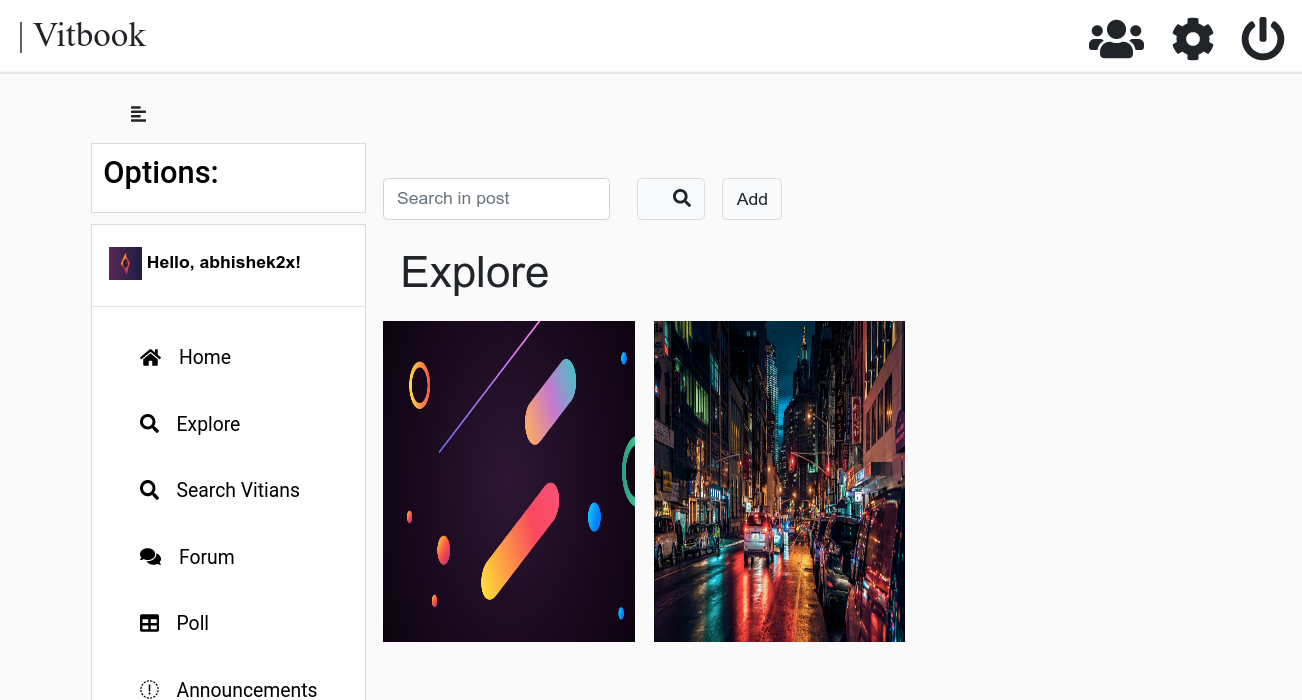 | Vitbook
Options:
Search in post
Add
Hello, abhishek2x!
Explore
Home
Explore
Search Vitians
Forum
Poll
Announcements